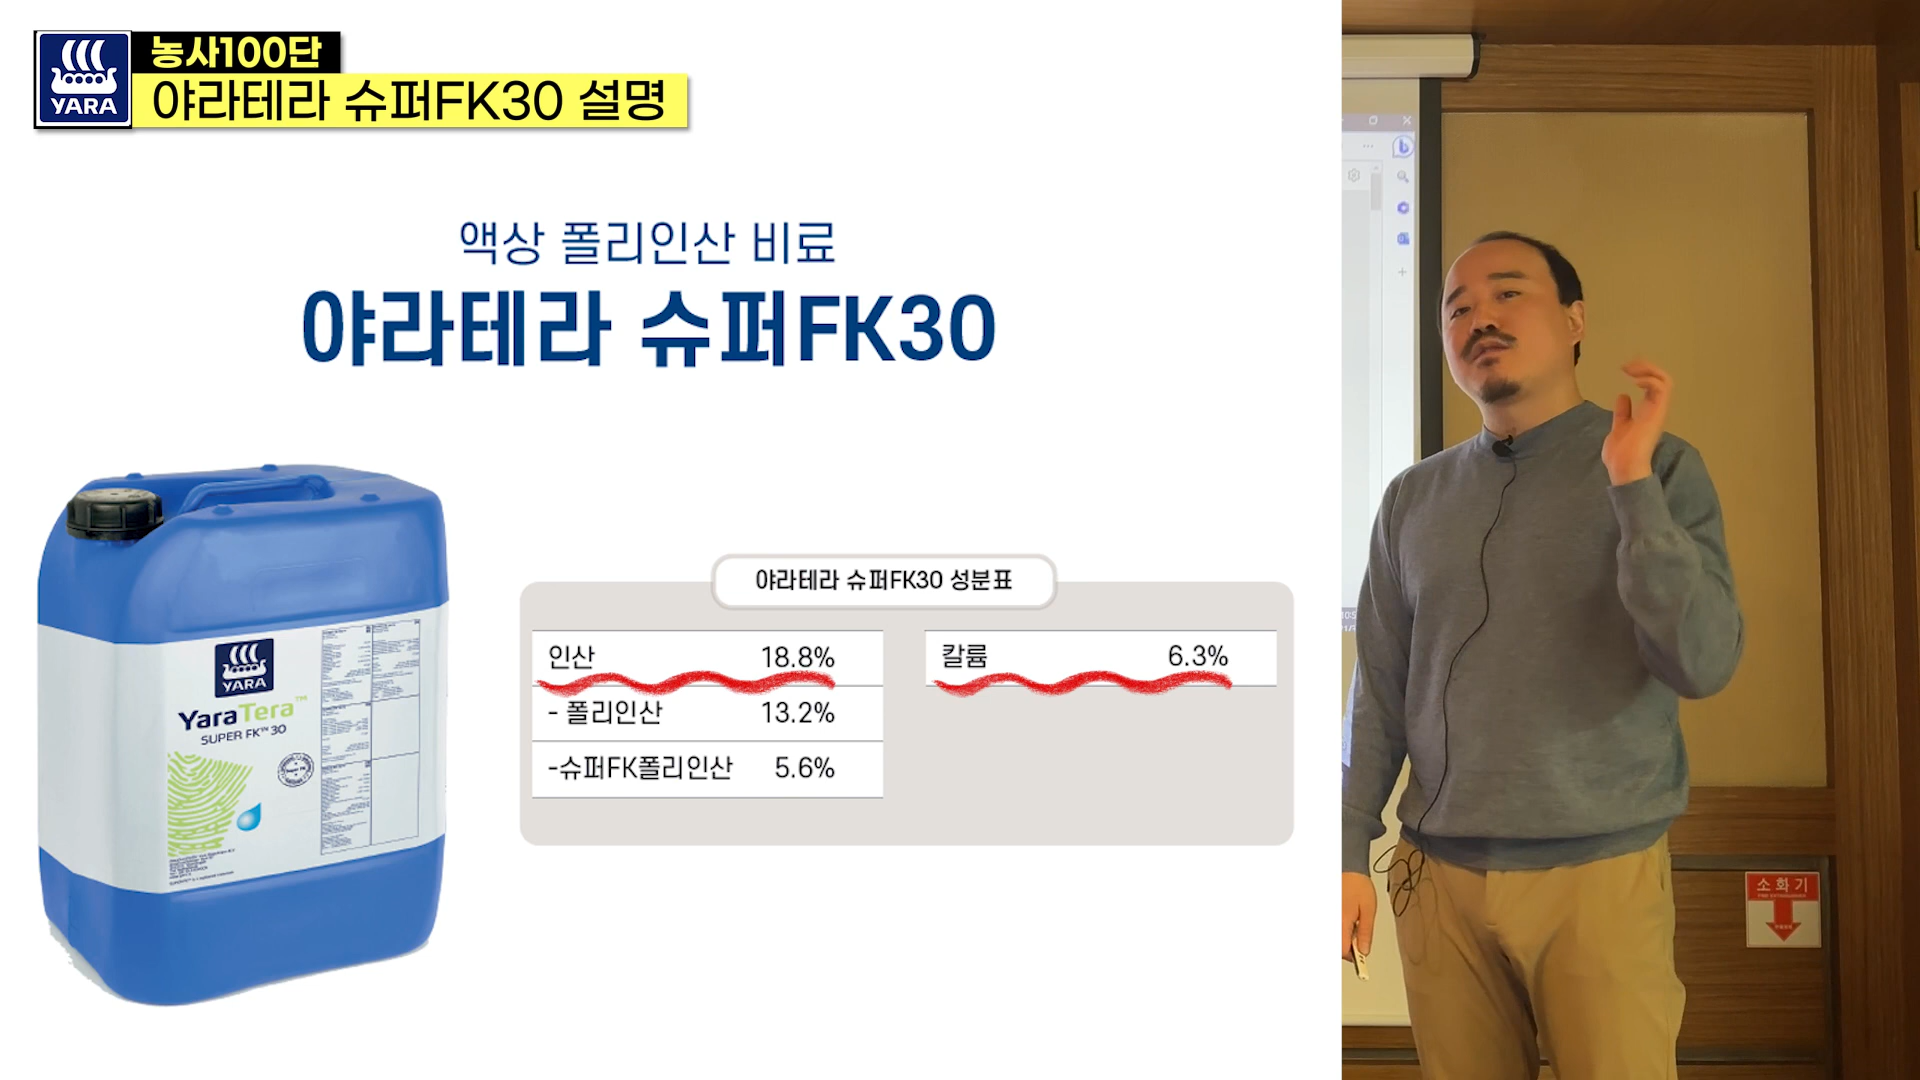 농사100단
YARA
야라테라 슈퍼FK30 설명
액상 폴리인산 비료
야라테라 슈퍼FK30
야라테라 슈퍼FK30 성분표
인산 18.8%
칼륨 6.3%
- 폴리인산 13.2%
-슈퍼FK폴리인산 5.6%
YARA
YaraTera™
SUPER FK™ 30
소화기